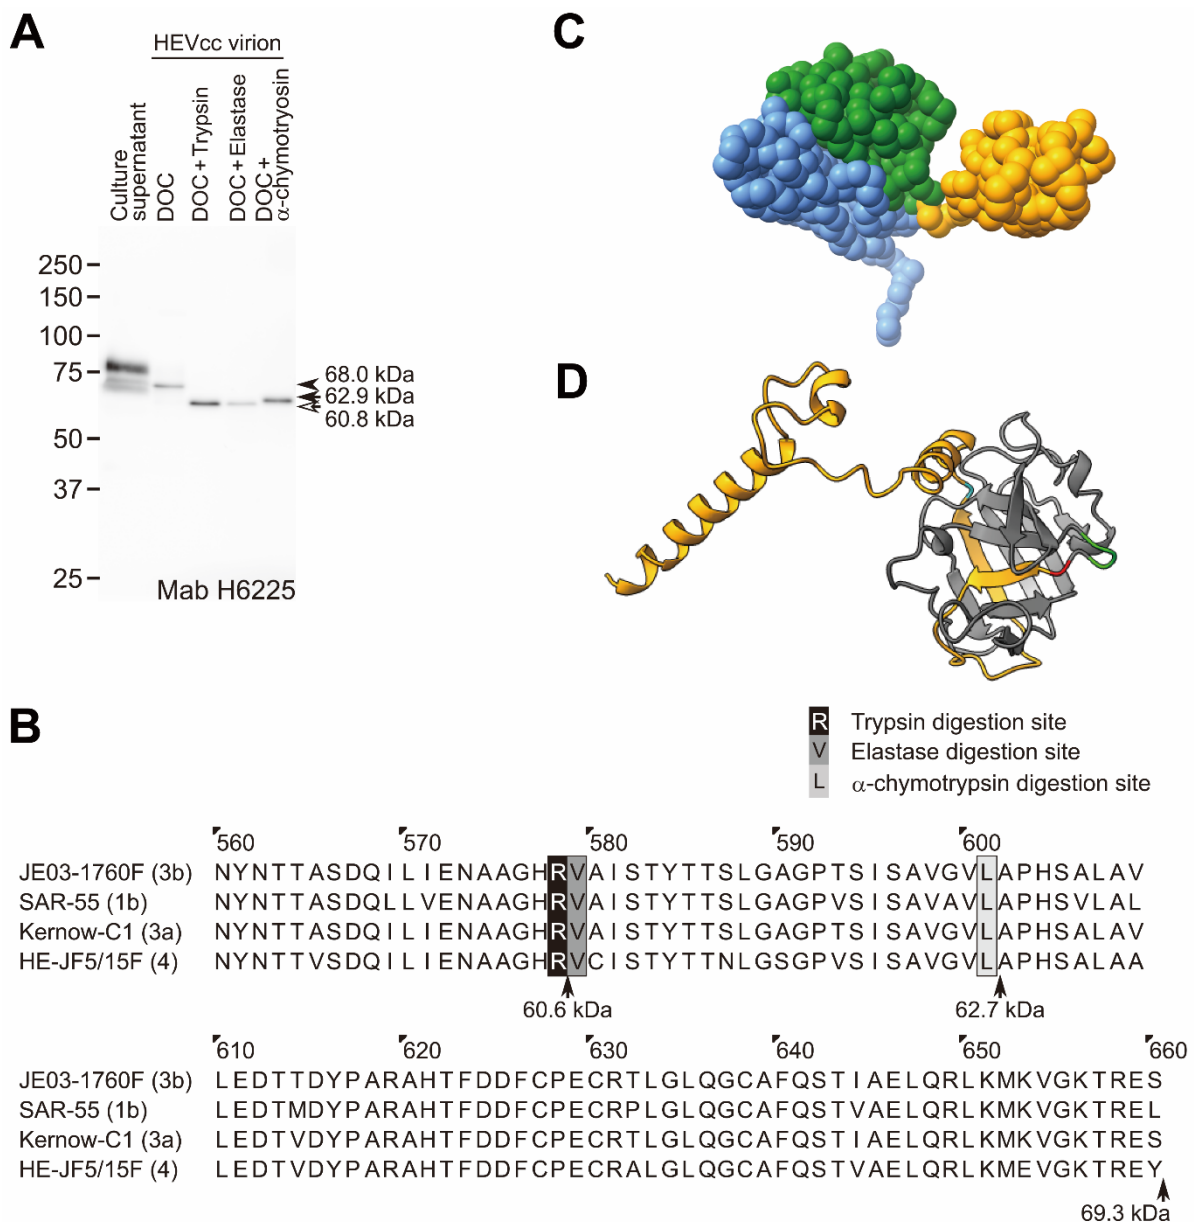 A
HEVcc virion
Culture
supernatant
DOC
DOC+Trypsin
DOC+Elastase
DOC+
α-chymotryosin
250
150
100
75
50
37
25
68.0 kDa
62.9 kDa
60.8 kDa
Mab H6225
C
D
B
R Trypsin digestion site
V Elastase digestion site
L α-chymotrypsin digestion site
560 570 580 590 600
JE03-1760F (3b) NYNTTASDQILIENAAGHRVAISTYTTSLGAGPTSISAVGVLAPHSALAV
SAR-55 (1b) NYNTTASDQLLVENAAGHRVAISTYTTSLGAGPVSISAVAVLAPHSVLAL
Kernow-C1 (3a) NYNTTASDQILIENAAGHRVAISTYTTSLGAGPVSISAVGVLAPHSALAV
HE-JF5/15F (4) NYNTTVSDQILIENAAGHRVCISTYTTNLGSGPVSISAVGVLAPHSALAA
60.6 kDa 62.7 kDa
610 620 630 640 650 660
JE03-1760F (3b) LEDTTDYPARAHTFDDFCPECRTLGLQGCAFQSTIAELQRLKMKVGKTRES
SAR-55 (1b) LEDTMDYPARAHTFDDFCPECRPLGLQGCAFQSTVAELQRLKMKVGKTREL
Kernow-C1 (3a) LEDTVDYPARAHTFDDFCPECRTLGLQGCAFQSTIAELQRLKMKVGKTRES
HE-JF5/15F (4) LEDTVDYPARAHTFDDFCPECRALGLQGCAFQSTVAELQRLKMEVGKTREY
69.3 kDa